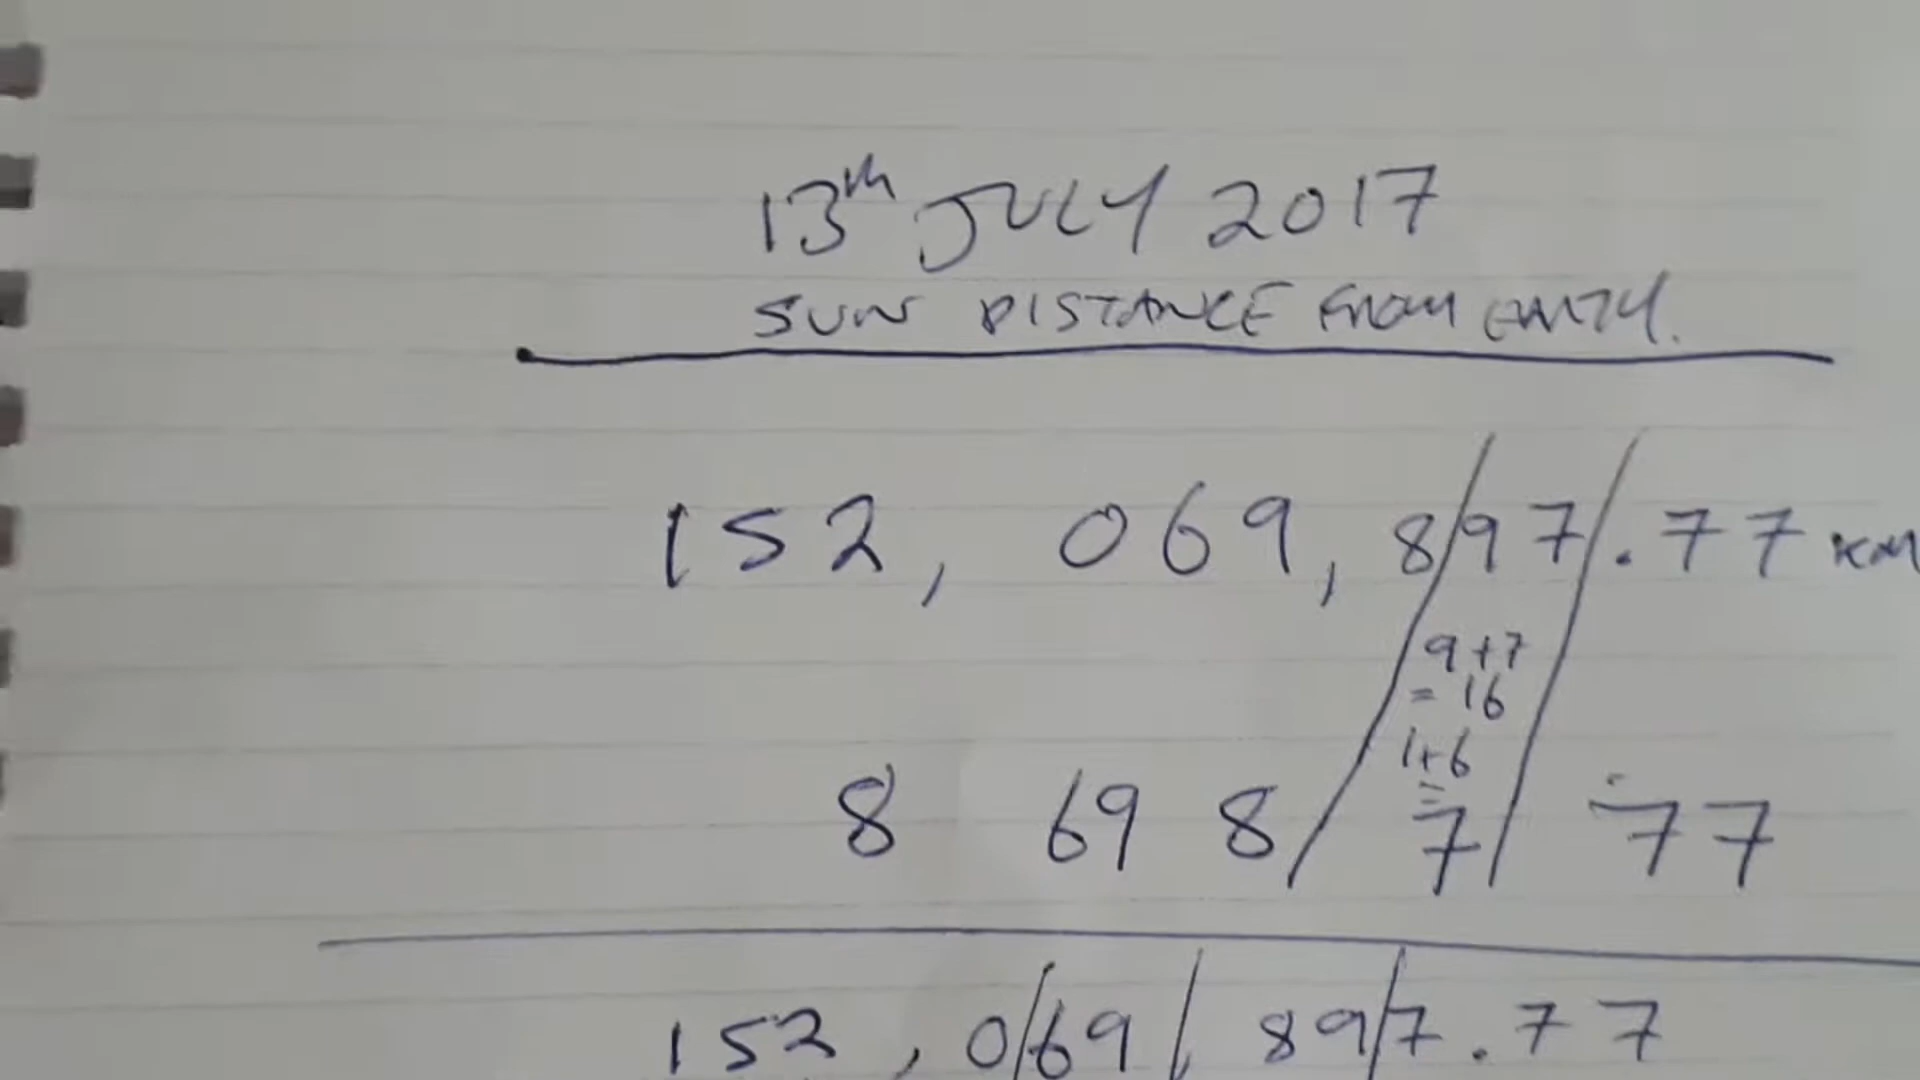 13th JULY 2017
SUN DISTANCE FROM EARTH.
152, 069, 8/97/.77 KM
9+7
= 16
1+6
=
8 69 8/ 7/ 77
152, 0/69/ 89/7.77